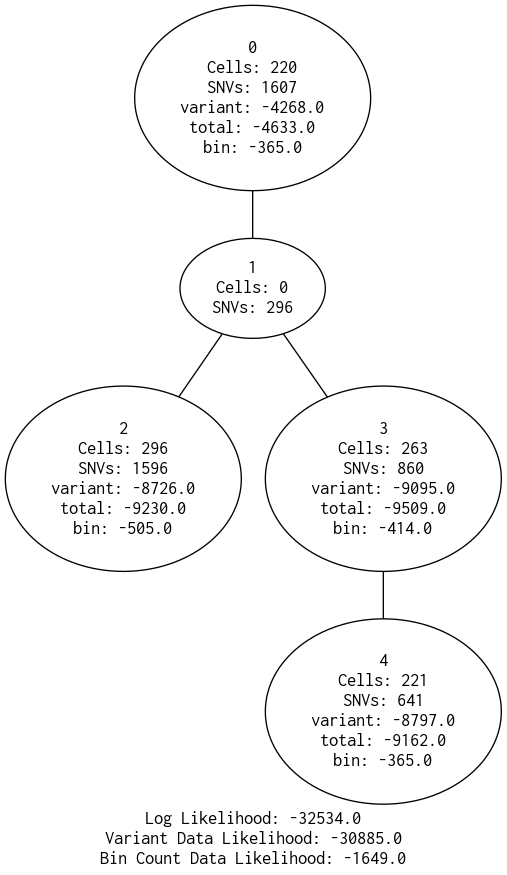 0
Cells: 220
SNVs: 1607
variant: -4268.0
total: -4633.0
bin: -365.0
1
Cells: 0
SNVs: 296
2
Cells: 296
SNVs: 1596
variant: -8726.0
total: -9230.0
bin: -505.0
3
Cells: 263
SNVs: 860
variant: -9095.0
total: -9509.0
bin: -414.0
4
Cells: 221
SNVs: 641
variant: -8797.0
total: -9162.0
bin: -365.0
Log Likelihood: -32534.0
Variant Data Likelihood: -30885.0
Bin Count Data Likelihood: -1649.0